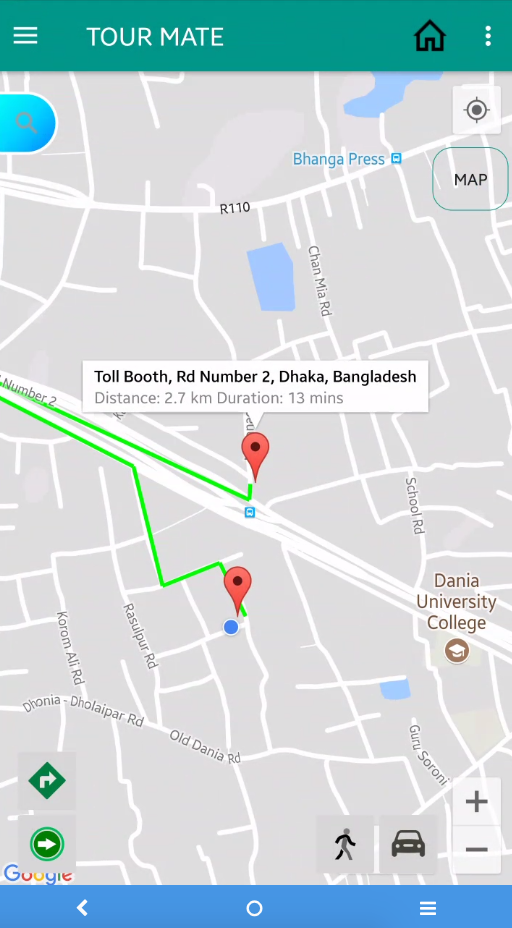 TOUR MATE
Bhanga Press
MAP
R110
Chan Mia Rd
Toll Booth, Rd Number 2, Dhaka, Bangladesh
Distance: 2.7 km Duration: 13 mins
Number 2
School Rd
Dania
University
College
Rasulpur Rd
Korom Ali Rd
Dhonia - Dholaipar Rd
Old Dania Rd
Guru Soroni
Google